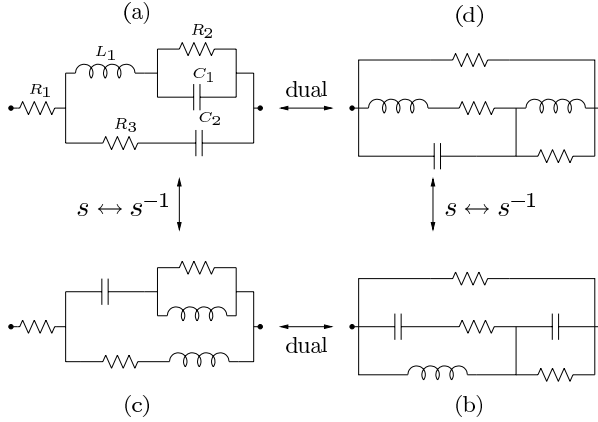 (a)
(d)
R₂
L₁
C₁
R₁
dual
C₂
R₃
s ↔ s⁻¹
s ↔ s⁻¹
dual
(c)
(b)